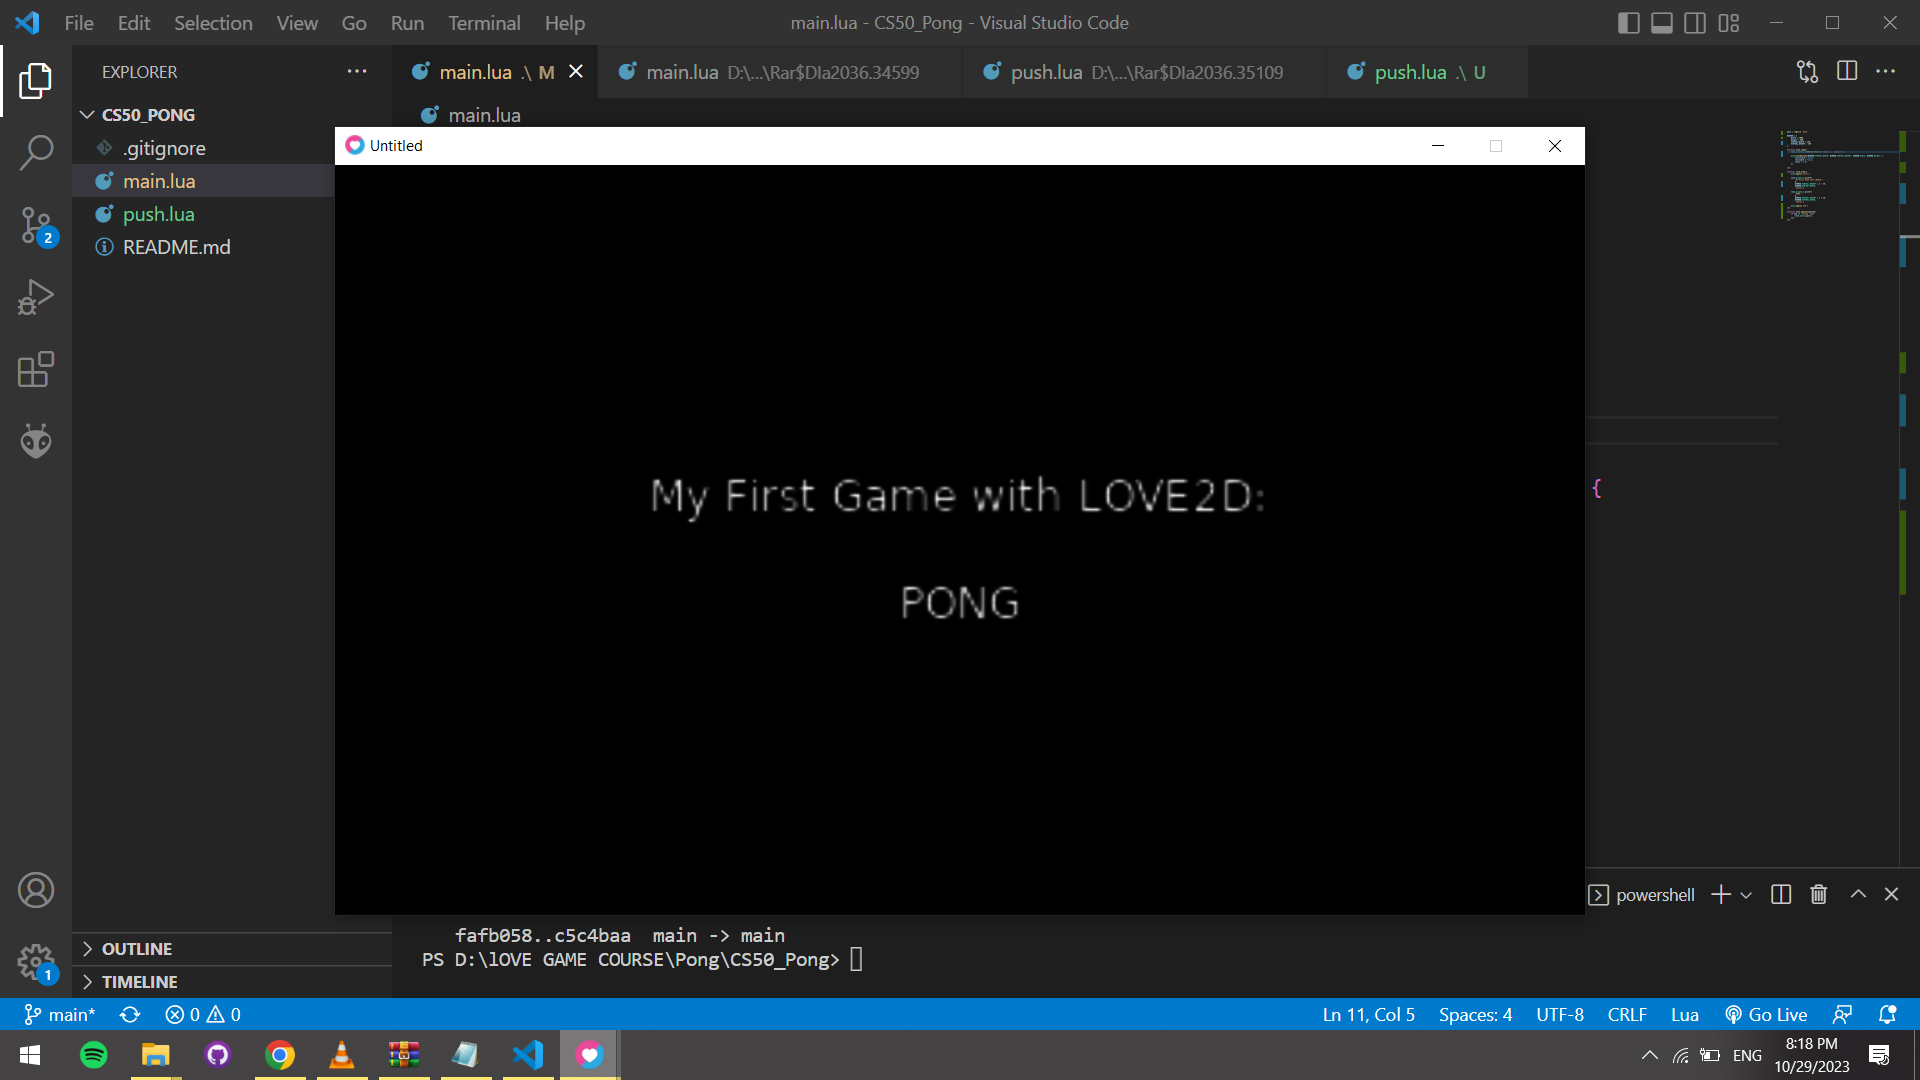 File Edit Selection View Go Run Terminal Help
main.lua - CS50_Pong - Visual Studio Code
EXPLORER
main.lua .\ M
main.lua D:\...\Rar$DIa2036.34599
push.lua D:\...\Rar$DIa2036.35109
push.lua .\ U
CS50_PONG
main.lua
.gitignore
main.lua
push.lua
README.md
Untitled
My First Game with LOVE2D:
PONG
{
2
powershell
fafb058..c5c4baa main -> main
PS D:\lOVE GAME COURSE\Pong\CS50_Pong>
OUTLINE
TIMELINE
1
main* 0 0
Ln 11, Col 5 Spaces: 4 UTF-8 CRLF Lua Go Live
ENG
8:18 PM
10/29/2023